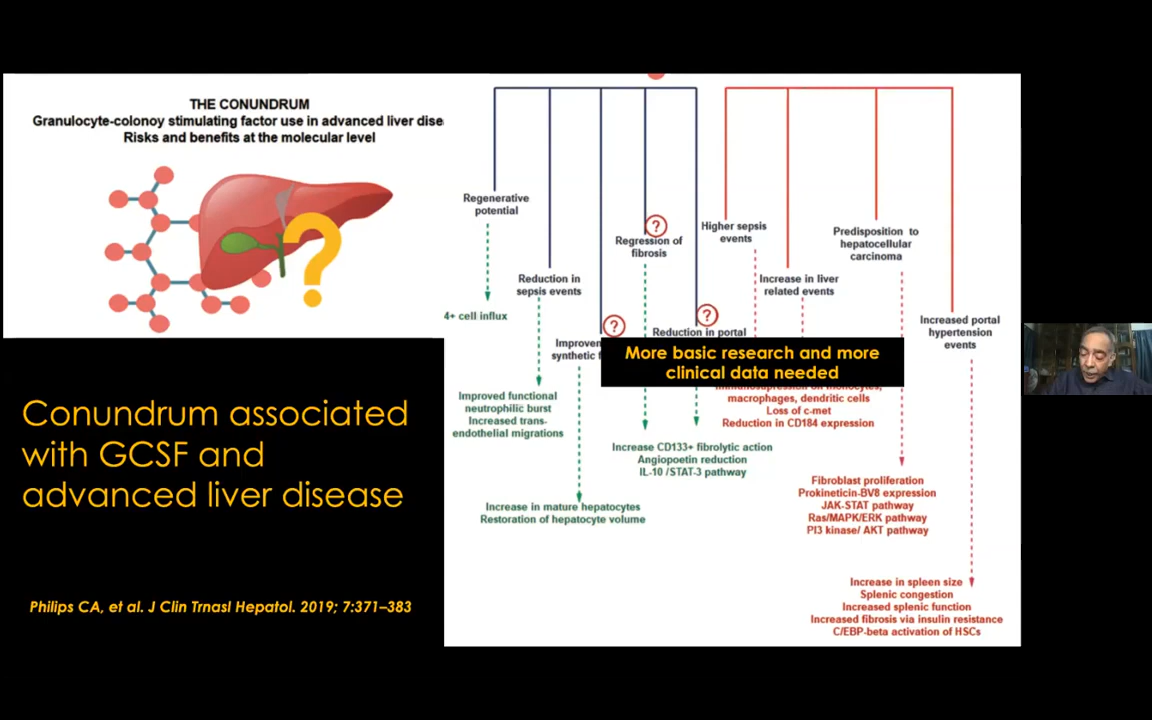 THE CONUNDRUM
Granulocyte-colonoy stimulating factor use in advanced liver dise
Risks and benefits at the molecular level
Conundrum associated
with GCSF and
advanced liver disease
Philips CA, et al. J Clin Trnasl Hepatol. 2019; 7:371–383
Regenerative
potential
4+ cell influx
Reduction in
sepsis events
Improved functional
neutrophilic burst
Increased trans-
endothelial migrations
?
synthetic
Increase in mature hepatocytes
Restoration of hepatocyte volume
?
Regression of
fibrosis
?
Reduction in portal
Increase CD133+ fibrolytic action
Angiopoetin reduction
IL-10 /STAT-3 pathway
More basic research and more
clinical data needed
Higher sepsis
events
Increase in liver
related events
macrophages, dendritic cells
Loss of c-met
Reduction in CD184 expression
Predisposition to
hepatocellular
carcinoma
Fibroblast proliferation
Prokineticin-BV8 expression
JAK-STAT pathway
Ras/MAPK/ERK pathway
PI3 kinase/ AKT pathway
Increased portal
hypertension
events
Increase in spleen size
Splenic congestion
Increased splenic function
Increased fibrosis via insulin resistance
C/EBP-beta activation of HSCs
?